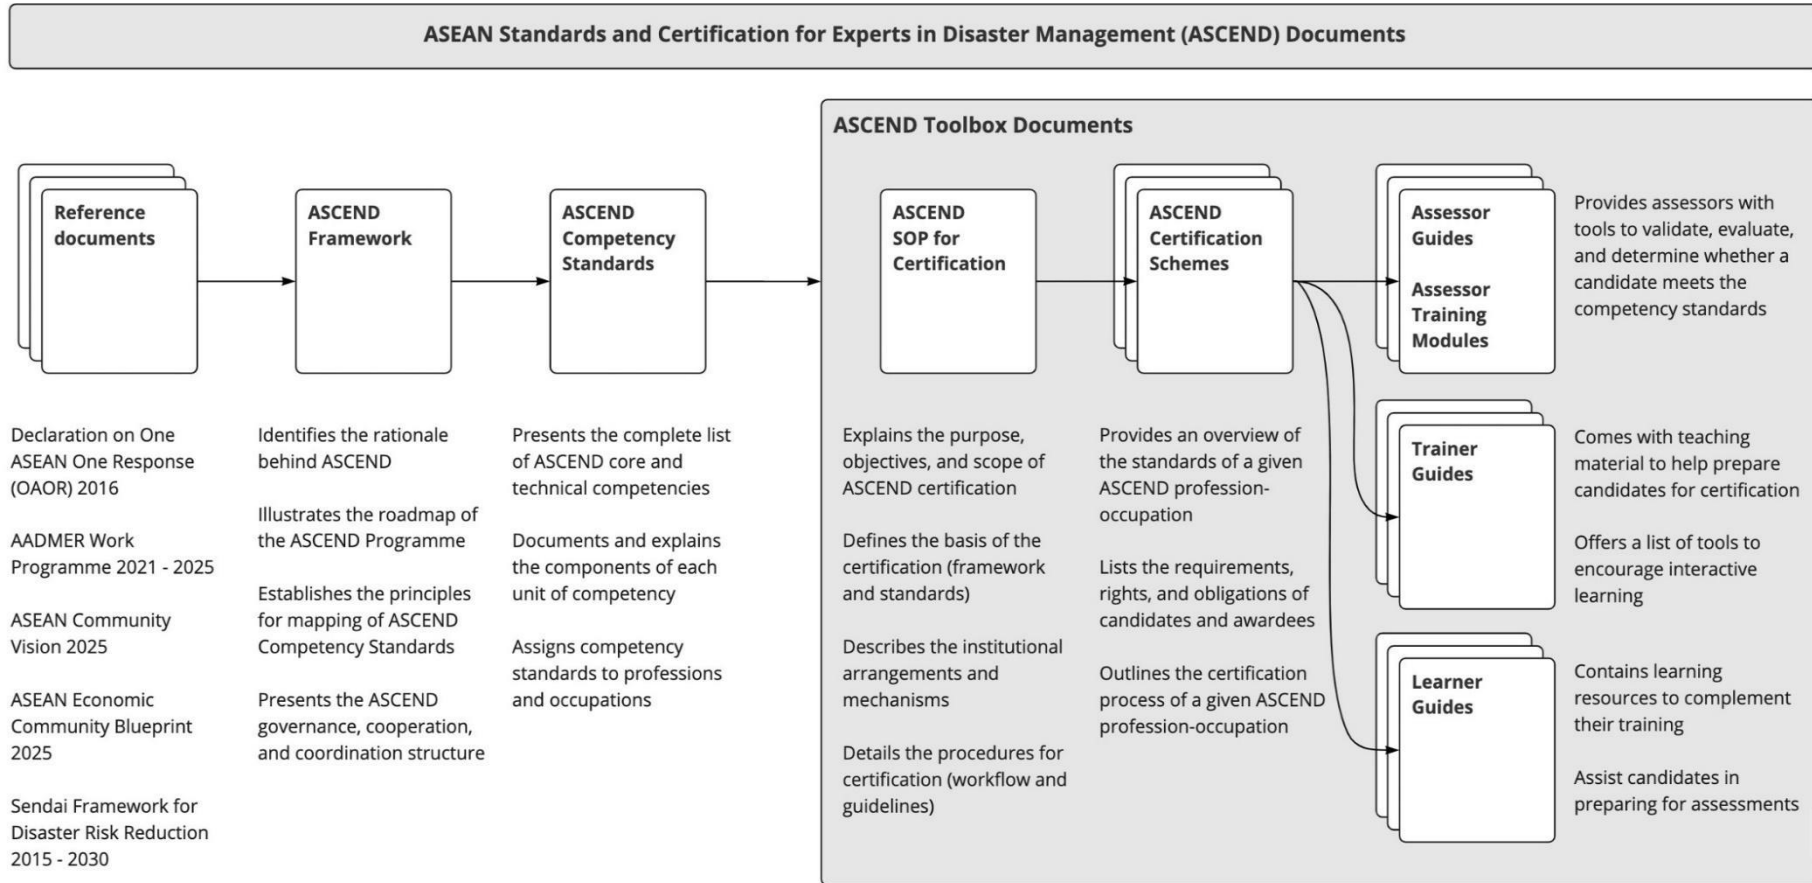 ASEAN Standards and Certification for Experts in Disaster Management (ASCEND) Documents
ASCEND Toolbox Documents
Reference
documents
ASCEND
Framework
ASCEND
Competency
Standards
ASCEND
SOP for
Certification
ASCEND
Certification
Schemes
Assessor
Guides
Assessor
Training
Modules
Provides assessors with
tools to validate, evaluate,
and determine whether a
candidate meets the
competency standards
Declaration on One
ASEAN One Response
(OAOR) 2016
AADMER Work
Programme 2021 - 2025
ASEAN Community
Vision 2025
ASEAN Economic
Community Blueprint
2025
Sendai Framework for
Disaster Risk Reduction
2015 - 2030
Identifies the rationale
behind ASCEND
Illustrates the roadmap of
the ASCEND Programme
Establishes the principles
for mapping of ASCEND
Competency Standards
Presents the ASCEND
governance, cooperation,
and coordination structure
Presents the complete list
of ASCEND core and
technical competencies
Documents and explains
the components of each
unit of competency
Assigns competency
standards to professions
and occupations
Explains the purpose,
objectives, and scope of
ASCEND certification
Defines the basis of the
certification (framework
and standards)
Describes the institutional
arrangements and
mechanisms
Details the procedures for
certification (workflow and
guidelines)
Provides an overview of
the standards of a given
ASCEND profession-
occupation
Lists the requirements,
rights, and obligations of
candidates and awardees
Outlines the certification
process of a given ASCEND
profession-occupation
Trainer
Guides
Comes with teaching
material to help prepare
candidates for certification
Offers a list of tools to
encourage interactive
learning
Learner
Guides
Contains learning
resources to complement
their training
Assist candidates in
preparing for assessments